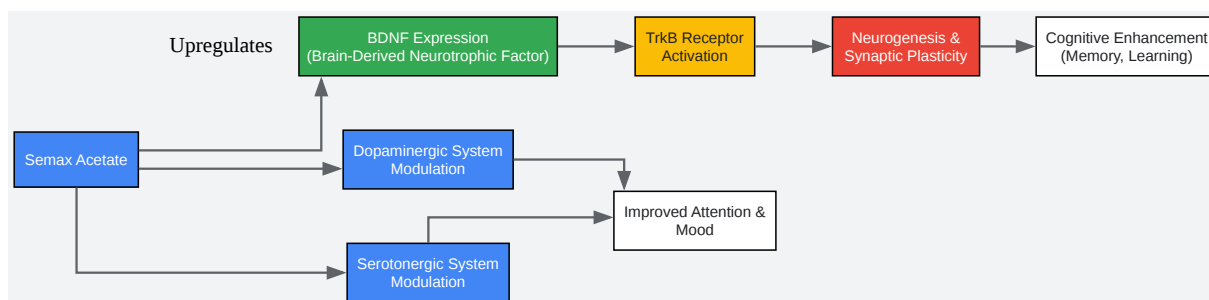 Upregulates
BDNF Expression
(Brain-Derived Neurotrophic Factor)
TrkB Receptor
Activation
Neurogenesis &
Synaptic Plasticity
Cognitive Enhancement
(Memory, Learning)
Semax Acetate
Dopaminergic System
Modulation
Improved Attention &
Mood
Serotonergic System
Modulation